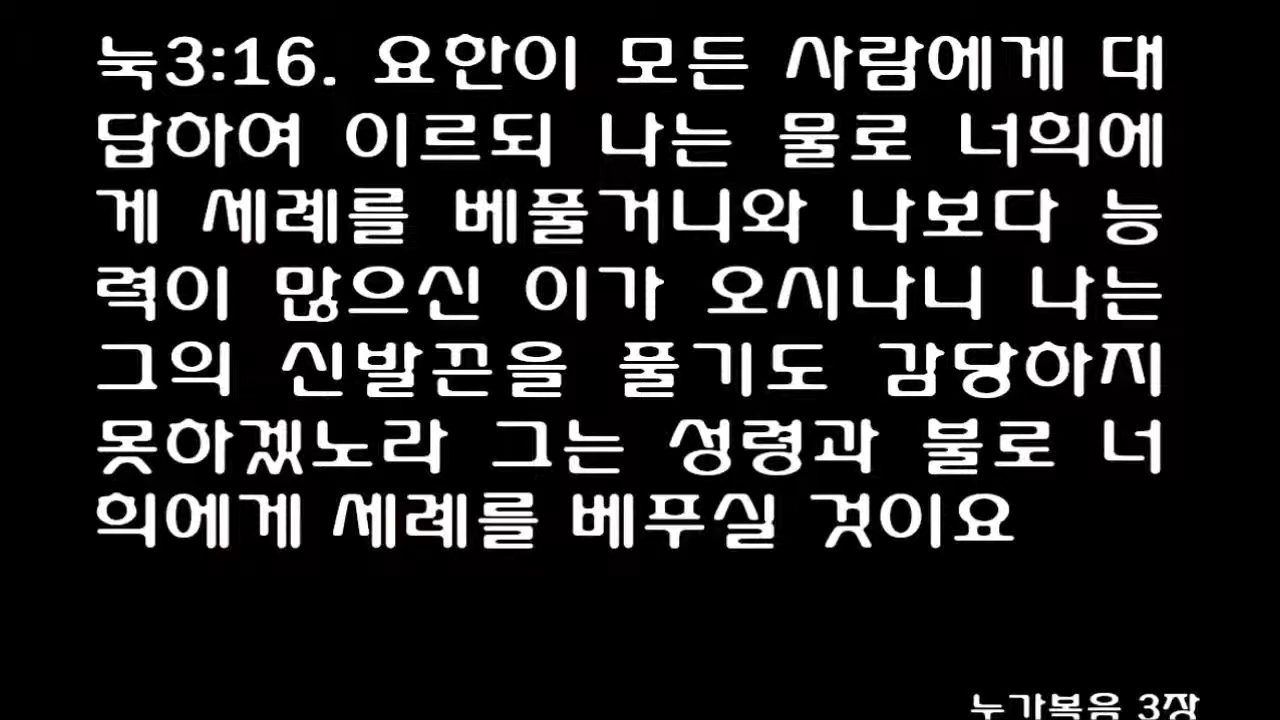 눅3:16. 요한이 모든 사람에게 대
답하여 이르되 나는 물로 너희에
게 세례를 베풀거니와 나보다 능
력이 많으신 이가 오시나니 나는
그의 신발끈을 풀기도 감당하지
못하겠노라 그는 성령과 불로 너
희에게 세례를 베푸실 것이요
누가복음 3장